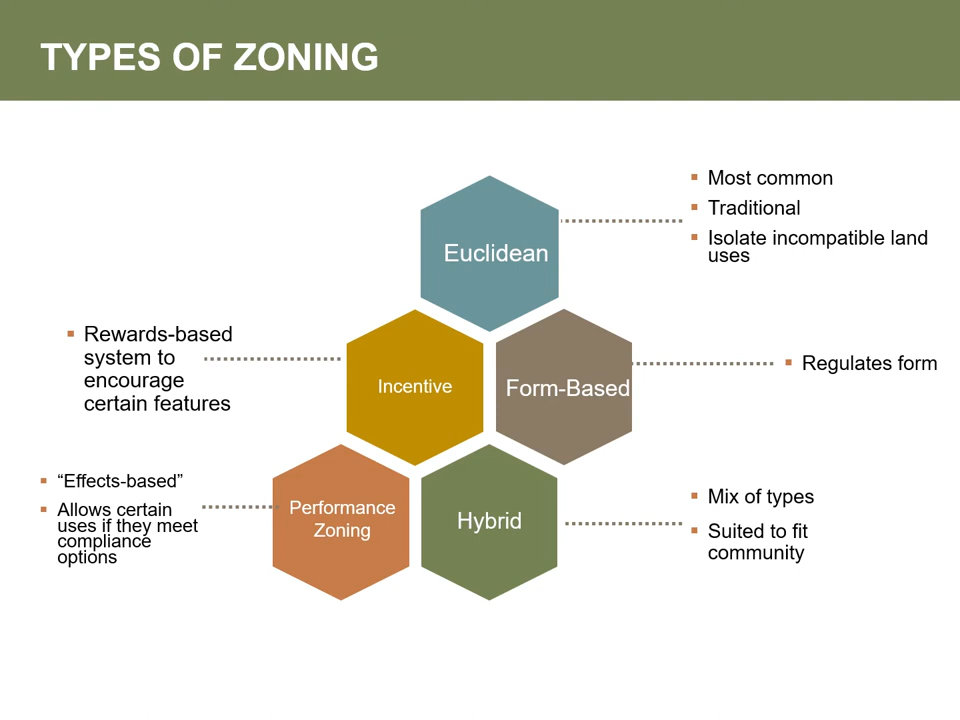 TYPES OF ZONING
Euclidean
▪ Most common
▪ Traditional
▪ Isolate incompatible land
uses
▪ Rewards-based
system to
encourage
certain features
Incentive
Form-Based
▪ Regulates form
▪ “Effects-based”
▪ Allows certain
uses if they meet
compliance
options
Performance
Zoning
Hybrid
▪ Mix of types
▪ Suited to fit
community